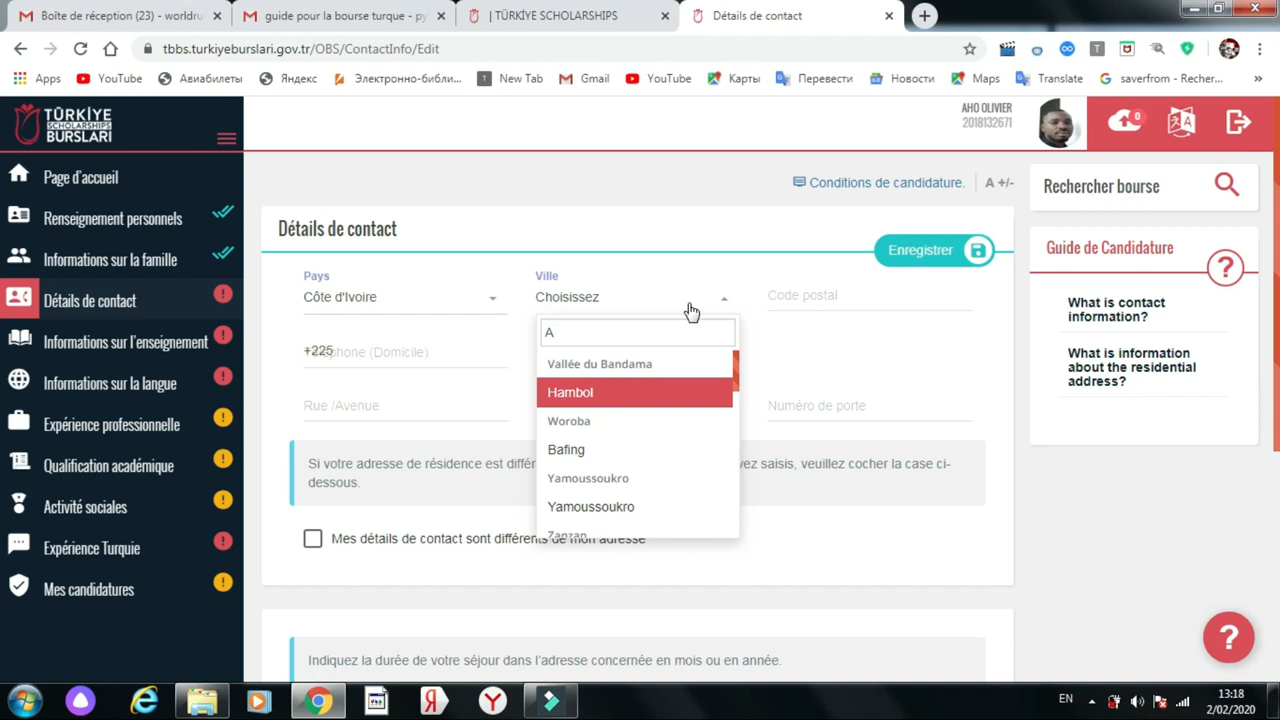 Boîte de réception (23) - worldru
guide pour la bourse turque - py
| TÜRKİYE SCHOLARSHIPS
Détails de contact
tbbs.turkiyeburslari.gov.tr/OBS/ContactInfo/Edit
Apps
YouTube
Авиабилеты
Яндекс
Электронно-библи...
New Tab
Gmail
YouTube
Карты
Перевести
Новости
Maps
Translate
saverfrom - Recher...
»
TÜRKİYE
SCHOLARSHIPS
BURSLARI
AHO OLIVIER
2018132671
0
Page d'accueil
Renseignement personnels
Informations sur la famille
Détails de contact
Informations sur l'enseignement
Informations sur la langue
Expérience professionnelle
Qualification académique
Activité sociales
Expérience Turquie
Mes candidatures
Conditions de candidature.
A +/-
Détails de contact
Enregistrer
Pays
Ville
Côte d'Ivoire
Choisissez
Code postal
A
+225
Téléphone (Domicile)
Vallée du Bandama
Hambol
Rue /Avenue
Numéro de porte
Woroba
Bafing
Yamoussoukro
Yamoussoukro
Zanzan
Si votre adresse de résidence est différ
vez saisis, veuillez cocher la case ci-
dessous.
Mes détails de contact sont différents de mon adresse
Indiquez la durée de votre séjour dans l'adresse concernée en mois ou en année.
Rechercher bourse
Guide de Candidature
?
What is contact
information?
What is information
about the residential
address?
?
EN
13:18
2/02/2020